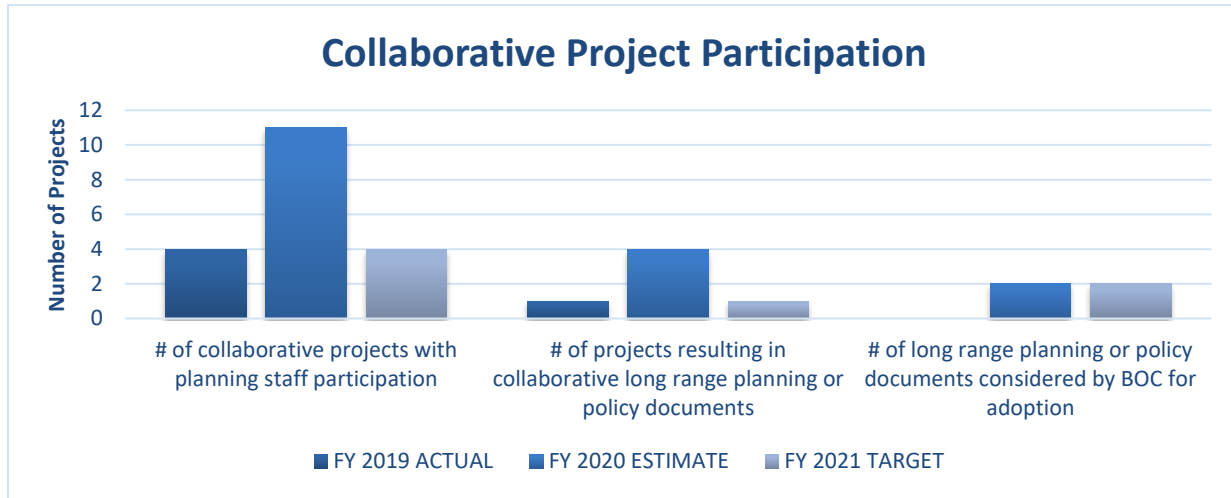 Collaborative Project Participation
Number of Projects
12
10
8
6
4
2
0
# of collaborative projects with
planning staff participation
# of projects resulting in
collaborative long range planning or
policy documents
# of long range planning or policy
documents considered by BOC for
adoption
FY 2019 ACTUAL
FY 2020 ESTIMATE
FY 2021 TARGET